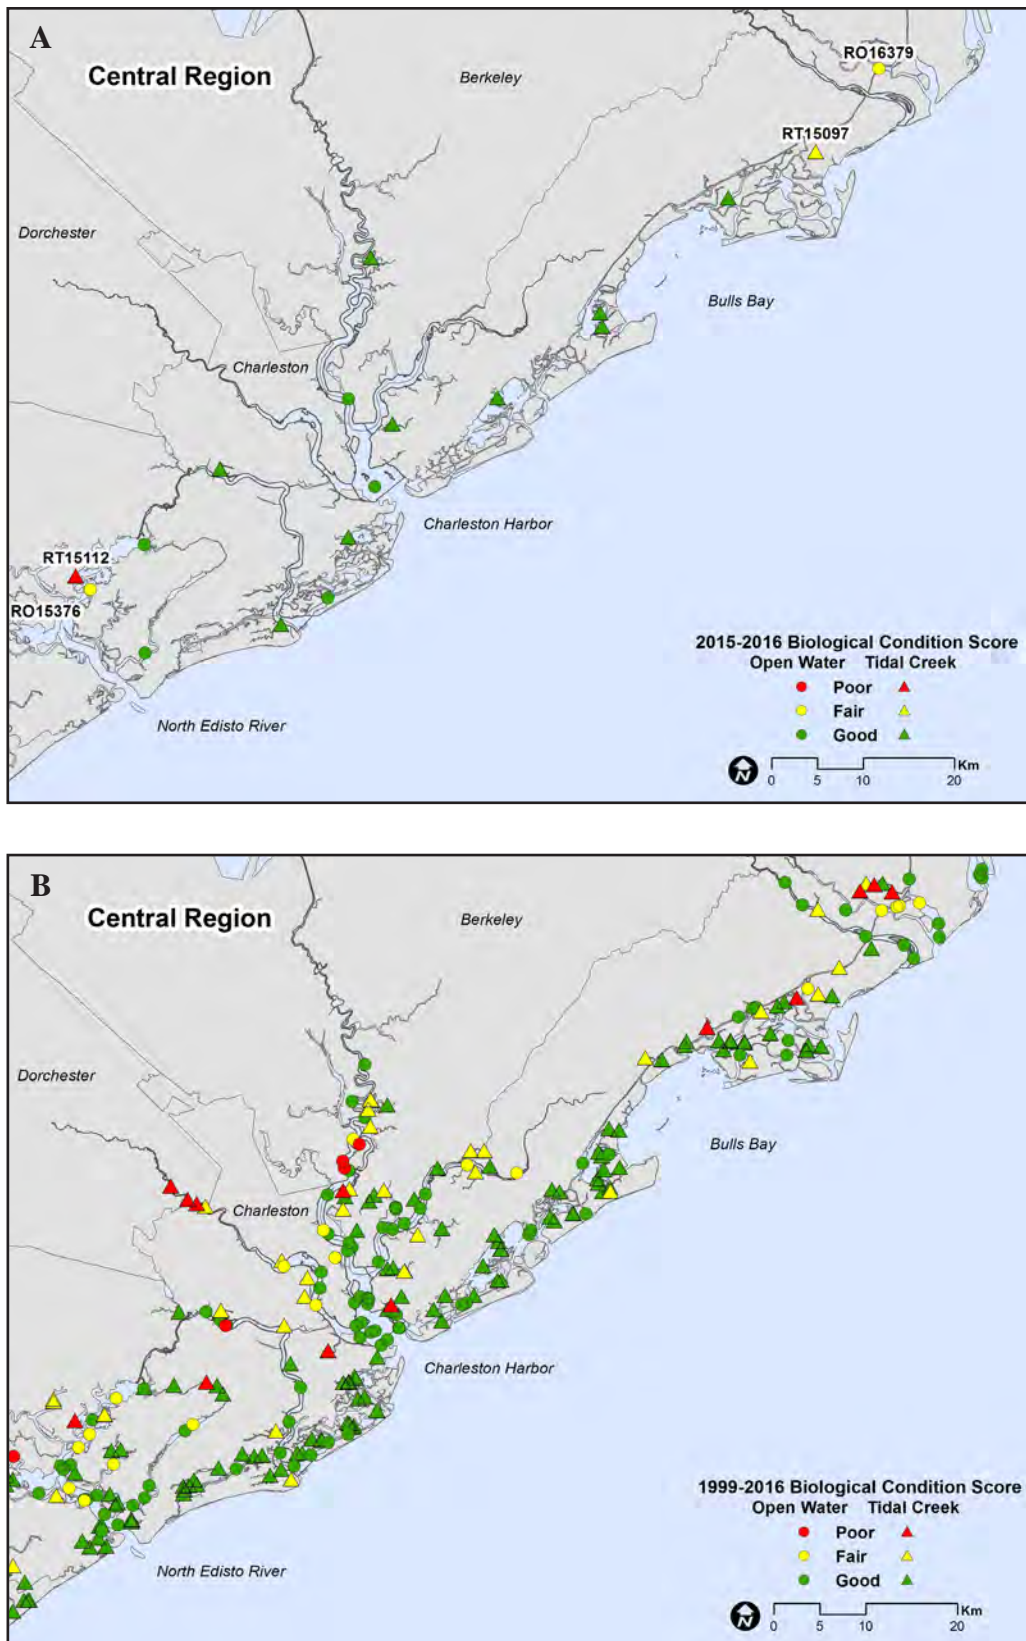 A
Central Region
Berkeley
RO16379
RT15097
Dorchester
Bulls Bay
Charleston
Charleston Harbor
RT15112
RO15376
North Edisto River
2015-2016 Biological Condition Score
Open Water Tidal Creek
Poor
Fair
Good
N
Km
0 5 10 20
B
Central Region
Berkeley
Dorchester
Bulls Bay
Charleston
Charleston Harbor
North Edisto River
1999-2016 Biological Condition Score
Open Water Tidal Creek
Poor
Fair
Good
N
Km
0 5 10 20